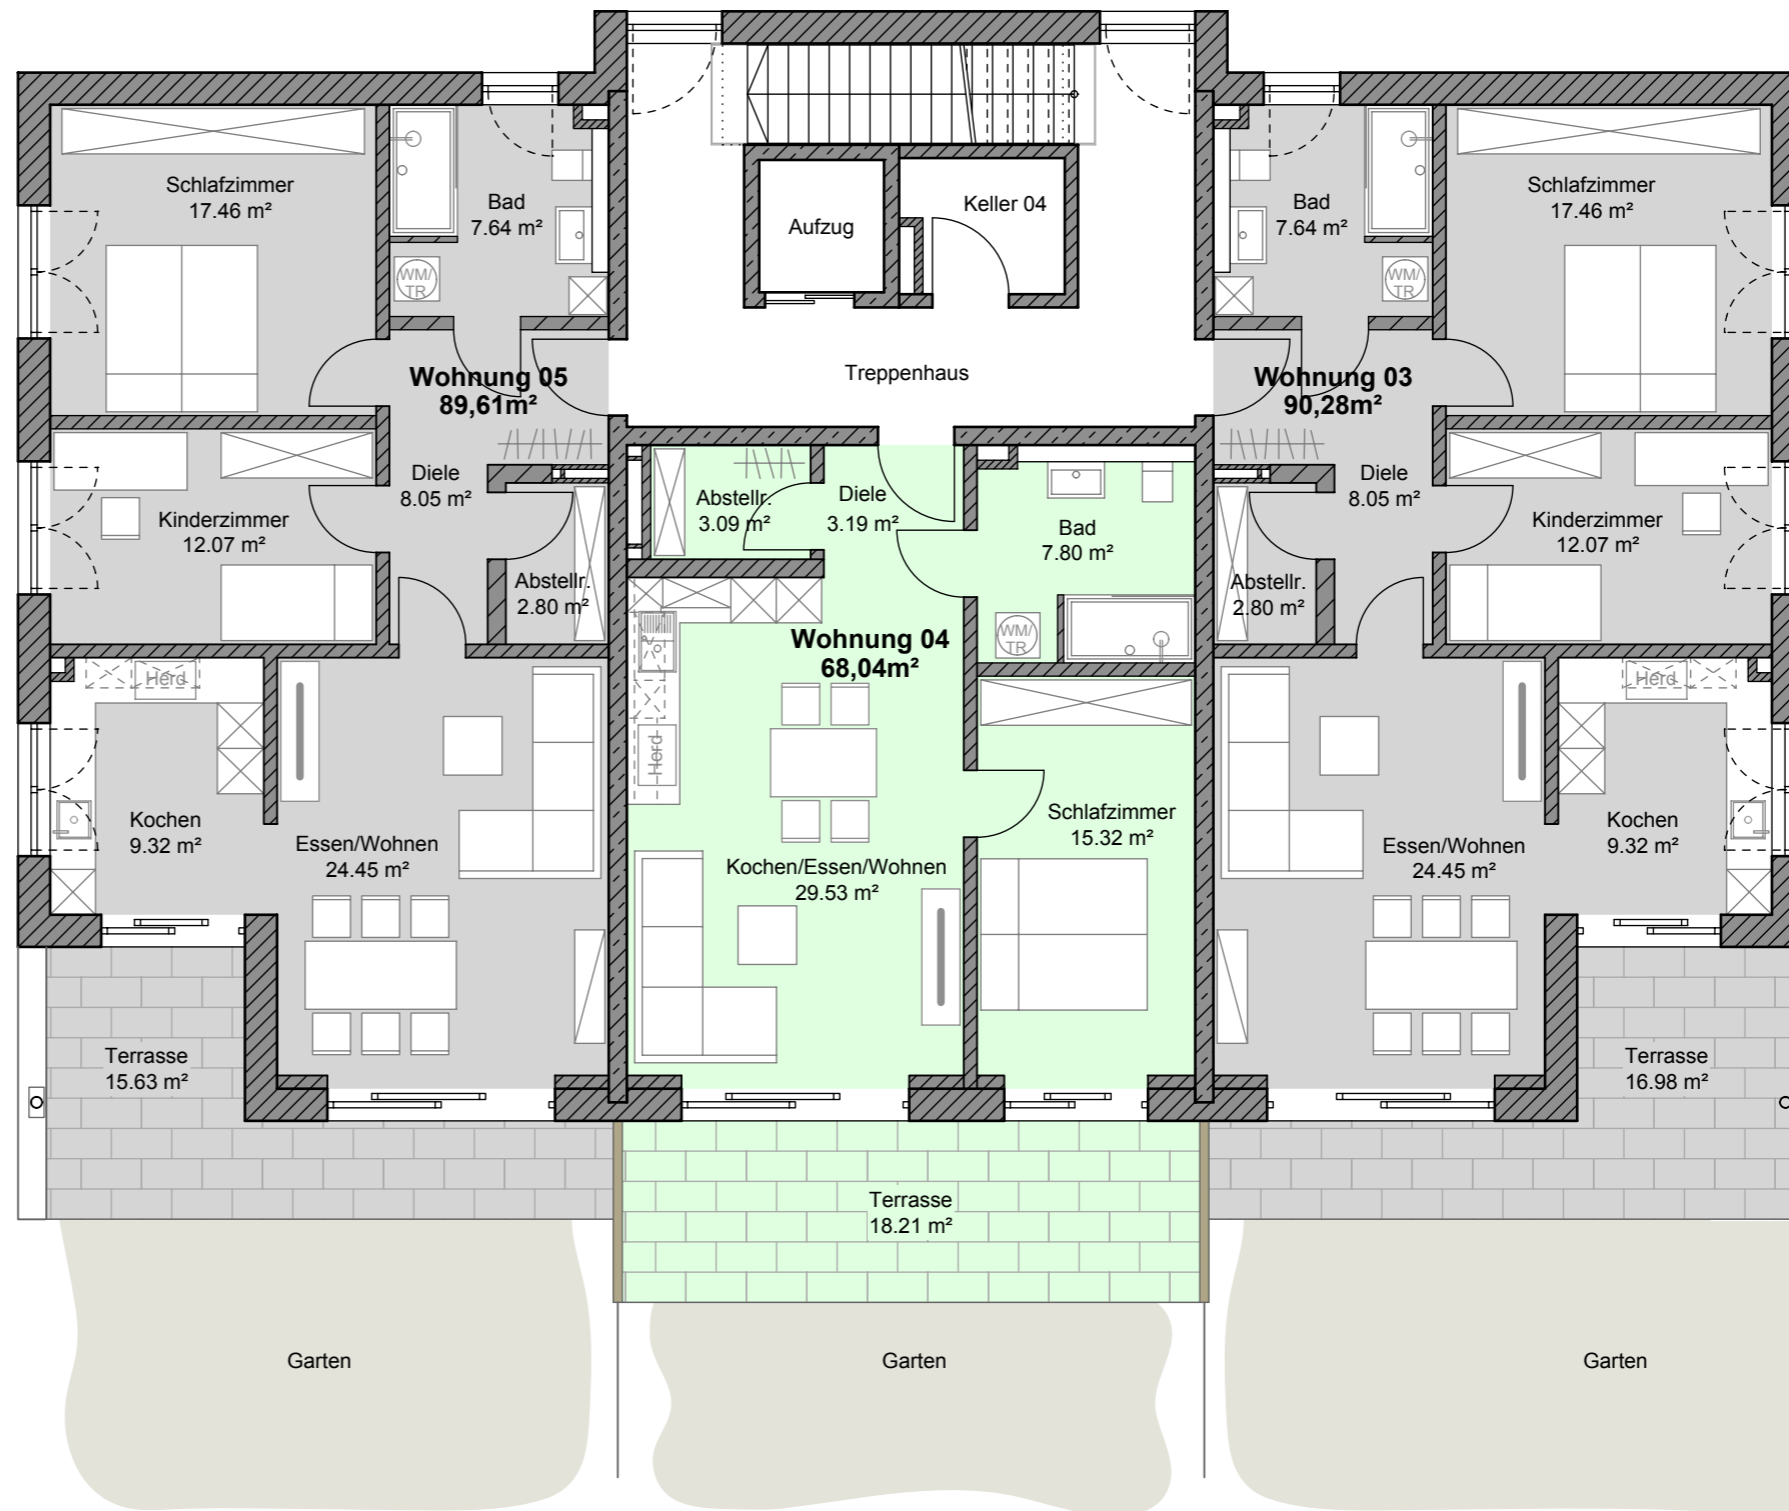 Schlafzimmer
17.46 m²
Bad
7.64 m²
WM/
TR
Wohnung 05
89,61m²
Diele
8.05 m²
Kinderzimmer
12.07 m²
Abstellr.
2.80 m²
Herd
Kochen
9.32 m²
Essen/Wohnen
24.45 m²
Terrasse
15.63 m²
Garten
Aufzug
Keller 04
Treppenhaus
Abstellr.
3.09 m²
Diele
3.19 m²
Bad
7.80 m²
WM/
TR
Wohnung 04
68,04m²
Herd
Schlafzimmer
15.32 m²
Kochen/Essen/Wohnen
29.53 m²
Terrasse
18.21 m²
Garten
Bad
7.64 m²
WM/
TR
Schlafzimmer
17.46 m²
Wohnung 03
90,28m²
Diele
8.05 m²
Kinderzimmer
12.07 m²
Abstellr.
2.80 m²
Herd
Kochen
9.32 m²
Essen/Wohnen
24.45 m²
Terrasse
16.98 m²
Garten